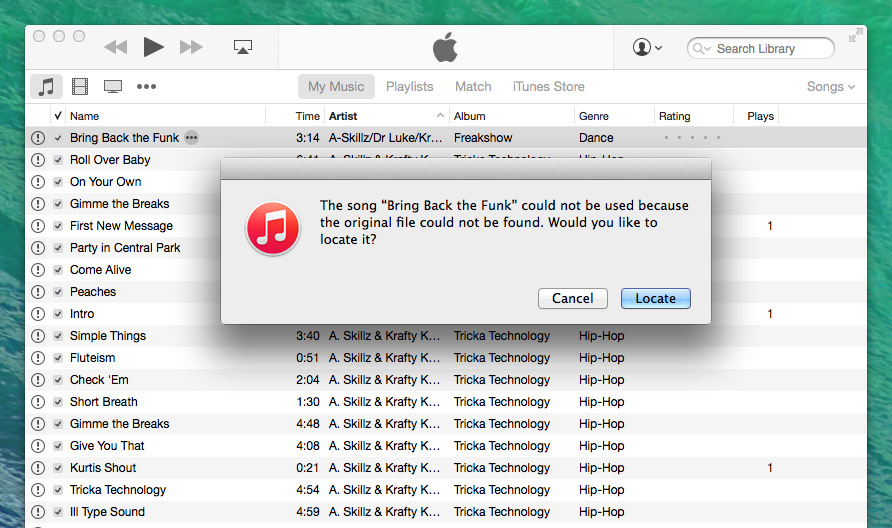 Search Library
My Music Playlists Match iTunes Store Songs
Name Time Artist Album Genre Rating Plays
Bring Back the Funk 3:14 A-Skillz/Dr Luke/Kr... Freakshow Dance
Roll Over Baby
On Your Own
Gimme the Breaks
First New Message 1
Party in Central Park
Come Alive
Peaches
Intro 1
The song “Bring Back the Funk” could not be used because
the original file could not be found. Would you like to
locate it?
Cancel Locate
Simple Things 3:40 A. Skillz & Krafty K... Tricka Technology Hip-Hop
Fluteism 0:51 A. Skillz & Krafty K... Tricka Technology Hip-Hop
Check 'Em 2:04 A. Skillz & Krafty K... Tricka Technology Hip-Hop
Short Breath 1:30 A. Skillz & Krafty K... Tricka Technology Hip-Hop
Gimme the Breaks 4:48 A. Skillz & Krafty K... Tricka Technology Hip-Hop
Give You That 4:08 A. Skillz & Krafty K... Tricka Technology Hip-Hop
Kurtis Shout 0:21 A. Skillz & Krafty K... Tricka Technology Hip-Hop 1
Tricka Technology 4:54 A. Skillz & Krafty K... Tricka Technology Hip-Hop
Ill Type Sound 4:59 A. Skillz & Krafty K... Tricka Technology Hip-Hop